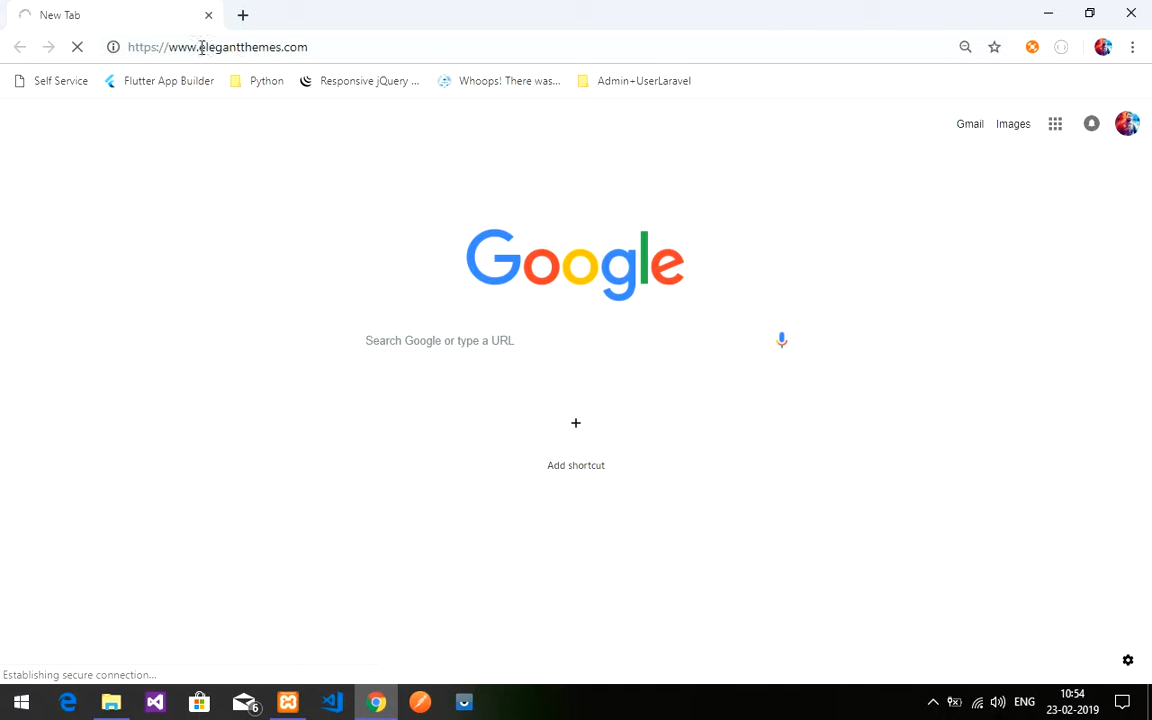 New Tab
https://www.elegantthemes.com
Self Service
Flutter App Builder
Python
Responsive jQuery ...
Whoops! There was...
Admin+UserLaravel
Gmail
Images
Google
Search Google or type a URL
Add shortcut
Establishing secure connection...
6
ENG
10:54
23-02-2019